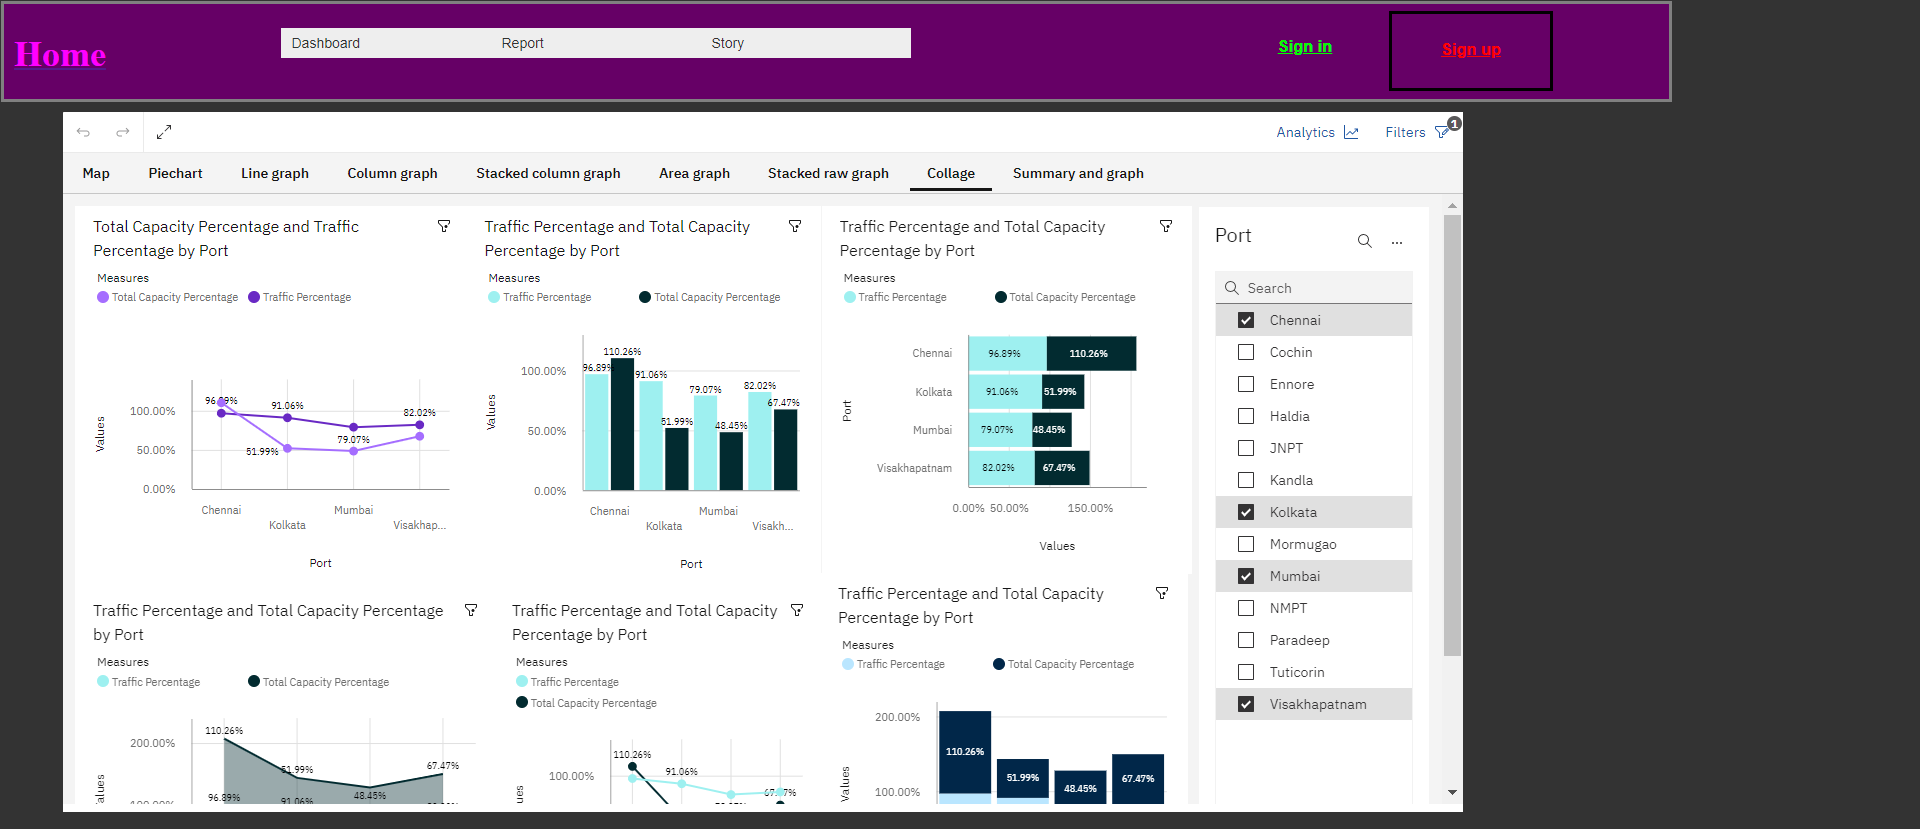 Home
Dashboard Report Story
Sign in
Sign up
Analytics
Filters
1
Map Piechart Line graph Column graph Stacked column graph Area graph Stacked raw graph Collage Summary and graph
Total Capacity Percentage and Traffic
Percentage by Port
Measures
Total Capacity Percentage Traffic Percentage
96.89%
91.06%
82.02%
79.07%
51.99%
100.00%
50.00%
0.00%
Values
Chennai
Kolkata
Mumbai
Visakhap...
Port
Traffic Percentage and Total Capacity
Percentage by Port
Measures
Traffic Percentage Total Capacity Percentage
110.26%
96.89%
91.06%
79.07%
82.02%
67.47%
51.99%
48.45%
100.00%
50.00%
0.00%
Values
Chennai
Kolkata
Mumbai
Visakh...
Port
Traffic Percentage and Total Capacity
Percentage by Port
Measures
Traffic Percentage Total Capacity Percentage
Chennai 96.89% 110.26%
Kolkata 91.06% 51.99%
Mumbai 79.07% 48.45%
Visakhapatnam 82.02% 67.47%
Port
0.00% 50.00% 150.00%
Values
Port
...
Search
Chennai
Cochin
Ennore
Haldia
JNPT
Kandla
Kolkata
Mormugao
Mumbai
NMPT
Paradeep
Tuticorin
Visakhapatnam
Traffic Percentage and Total Capacity Percentage
by Port
Measures
Traffic Percentage Total Capacity Percentage
110.26%
200.00%
51.99%
67.47%
48.45%
96.89%
91.06%
100.00%
Traffic Percentage and Total Capacity
Percentage by Port
Measures
Traffic Percentage
Total Capacity Percentage
110.26%
91.06%
100.00%
67.47%
Traffic Percentage and Total Capacity
Percentage by Port
Measures
Traffic Percentage Total Capacity Percentage
200.00%
110.26%
51.99%
67.47%
48.45%
100.00%
Values